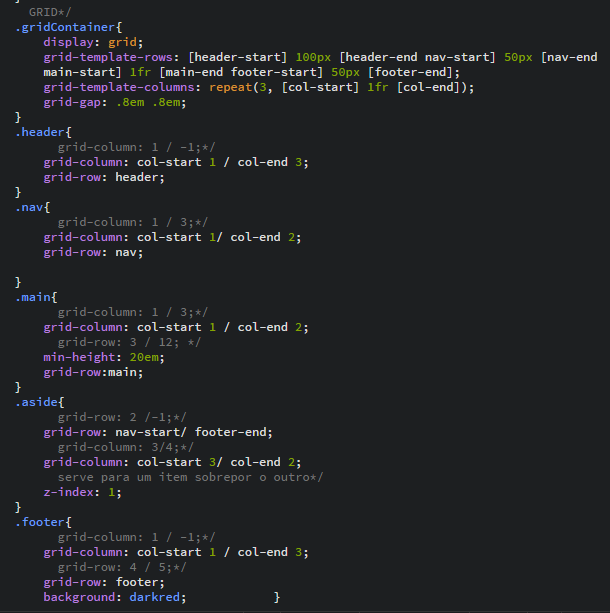 GRID*/
.gridContainer{
display: grid;
grid-template-rows: [header-start] 100px [header-end nav-start] 50px [nav-end
main-start] 1fr [main-end footer-start] 50px [footer-end];
grid-template-columns: repeat(3, [col-start] 1fr [col-end]);
grid-gap: .8em .8em;
}
.header{
grid-column: 1 / -1;*/
grid-column: col-start 1 / col-end 3;
grid-row: header;
}
.nav{
grid-column: 1 / 3;*/
grid-column: col-start 1/ col-end 2;
grid-row: nav;
}
.main{
grid-column: 1 / 3;*/
grid-column: col-start 1 / col-end 2;
grid-row: 3 / 12; */
min-height: 20em;
grid-row:main;
}
.aside{
grid-row: 2 /-1;*/
grid-row: nav-start/ footer-end;
grid-column: 3/4;*/
grid-column: col-start 3/ col-end 2;
serve para um item sobrepor o outro*/
z-index: 1;
}
.footer{
grid-column: 1 / -1;*/
grid-column: col-start 1 / col-end 3;
grid-row: 4 / 5;*/
grid-row: footer;
background: darkred; }